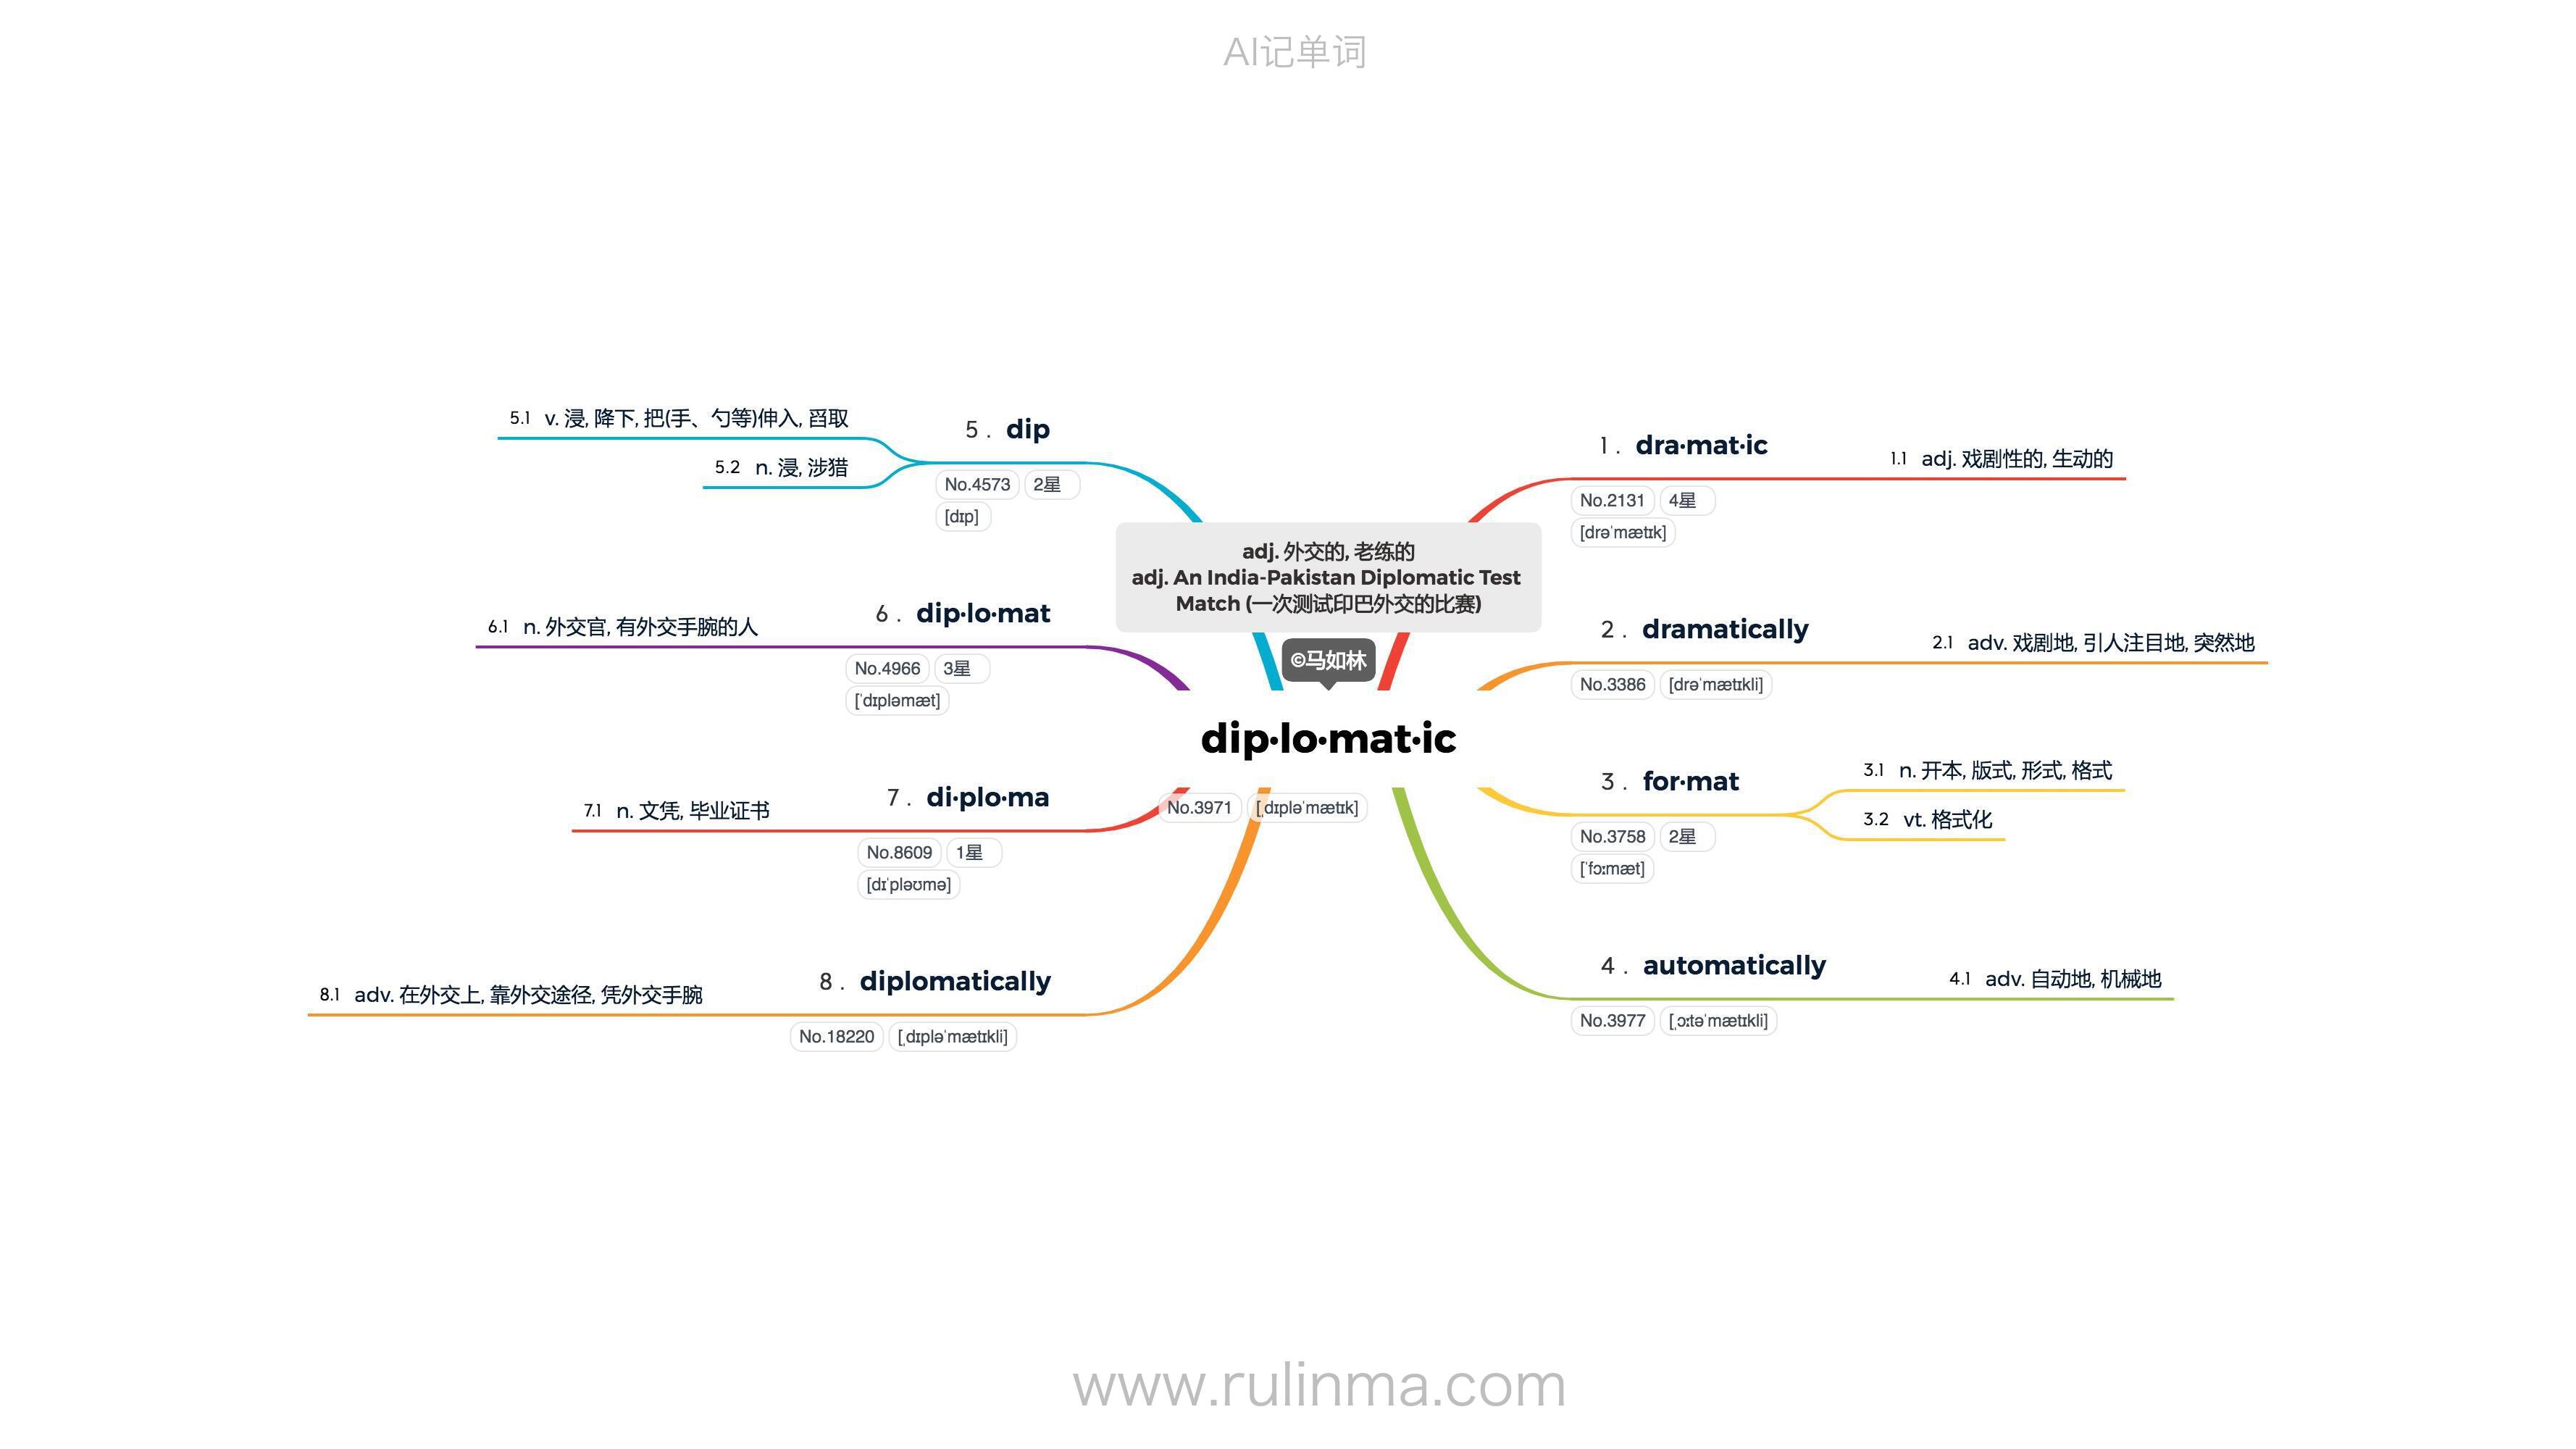 AI记单词
adj. 外交的, 老练的
adj. An India-Pakistan Diplomatic Test
Match (一次测试印巴外交的比赛)
©马如林
dip·lo·mat·ic
No.3971 [ˌdɪpləˈmætɪk]
1 . dra·mat·ic
No.2131 4星
[drəˈmætɪk]
1.1 adj. 戏剧性的, 生动的
2 . dramatically
No.3386 [drəˈmætɪkli]
2.1 adv. 戏剧地, 引人注目地, 突然地
3 . for·mat
No.3758 2星
[ˈfɔːmæt]
3.1 n. 开本, 版式, 形式, 格式
3.2 vt. 格式化
4 . automatically
No.3977 [ˌɔːtəˈmætɪkli]
4.1 adv. 自动地, 机械地
5 . dip
No.4573 2星
[dɪp]
5.1 v. 浸, 降下, 把(手、勺等)伸入, 舀取
5.2 n. 浸, 涉猎
6 . dip·lo·mat
No.4966 3星
[ˈdɪpləmæt]
6.1 n. 外交官, 有外交手腕的人
7 . di·plo·ma
No.8609 1星
[dɪˈpləʊmə]
7.1 n. 文凭, 毕业证书
8 . diplomatically
No.18220 [ˌdɪpləˈmætɪkli]
8.1 adv. 在外交上, 靠外交途径, 凭外交手腕
www.rulinma.com